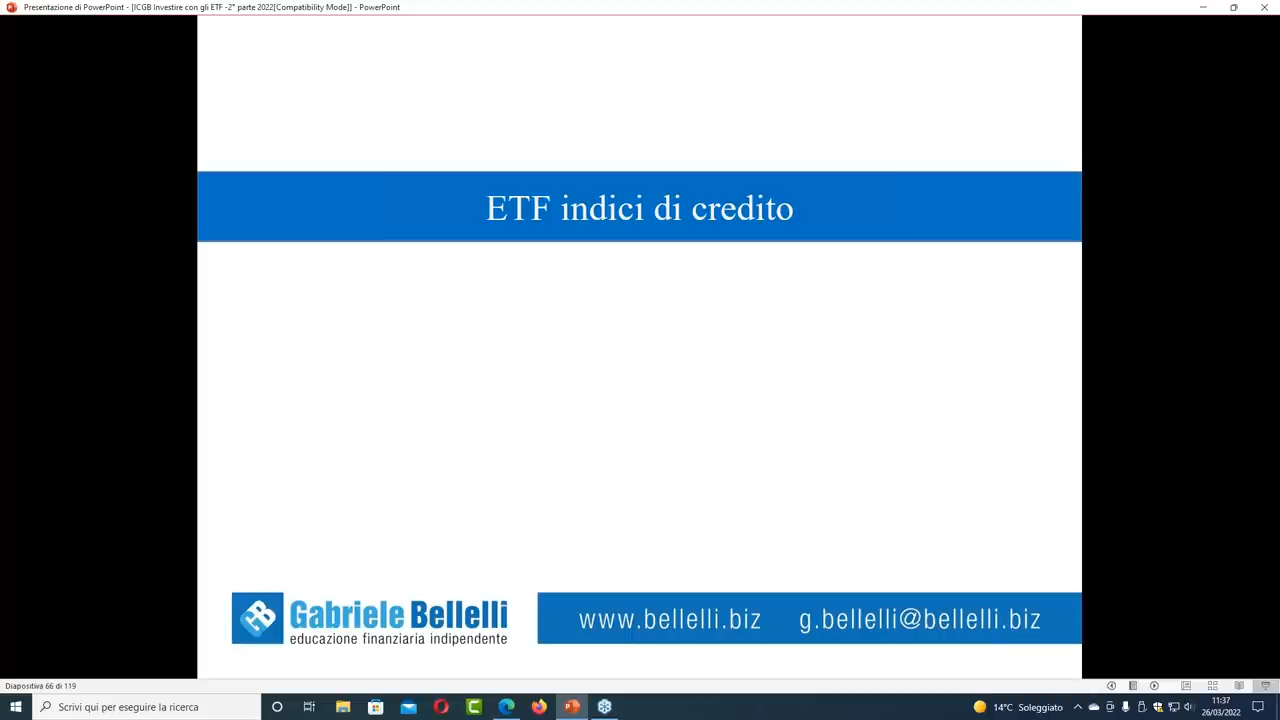 Presentazione di PowerPoint - [ICGB Investire con gli ETF -2° parte 2022[Compatibility Mode]] - PowerPoint
ETF indici di credito
Gabriele Bellelli
educazione finanziaria indipendente
www.bellelli.biz g.bellelli@bellelli.biz
Diapositiva 66 di 119
Scrivi qui per eseguire la ricerca
14°C Soleggiato
11:37
26/03/2022